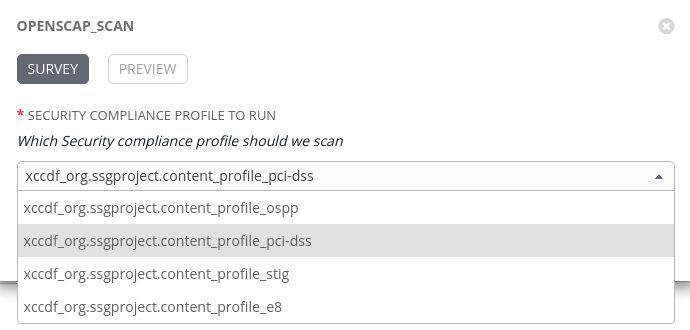 OPENSCAP_SCAN
SURVEY
PREVIEW
* SECURITY COMPLIANCE PROFILE TO RUN
Which Security compliance profile should we scan
xccdf_org.ssgproject.content_profile_pci-dss
xccdf_org.ssgproject.content_profile_ospp
xccdf_org.ssgproject.content_profile_pci-dss
xccdf_org.ssgproject.content_profile_stig
xccdf_org.ssgproject.content_profile_e8